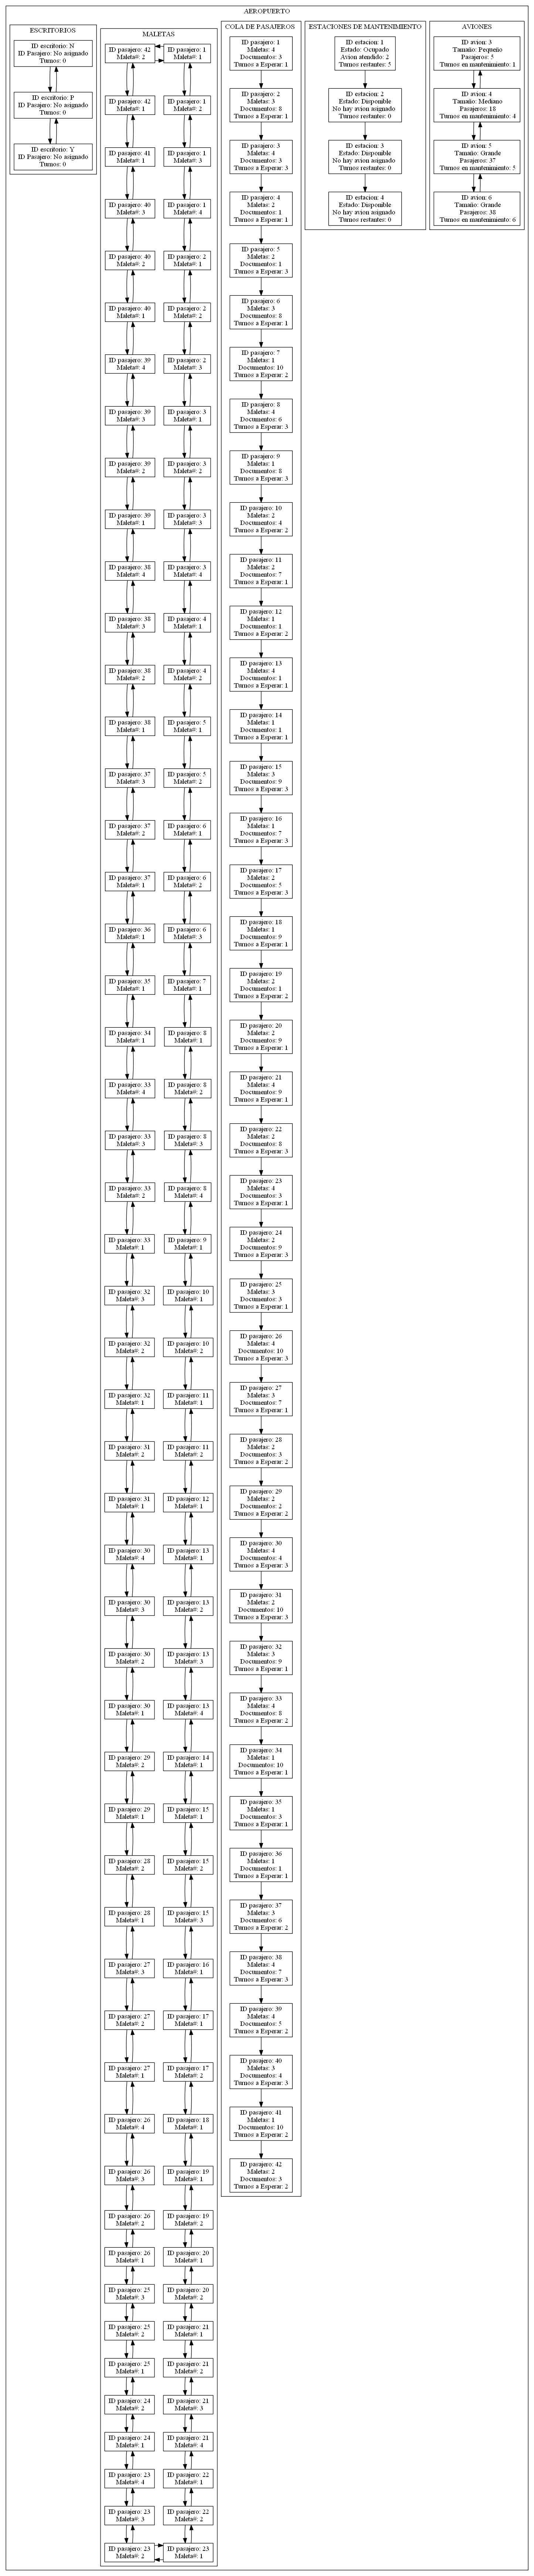 AEROPUERTO
ESCRITORIOS
ID escritorio: N
ID Pasajero: No asignado
Turnos: 0
ID escritorio: P
ID Pasajero: No asignado
Turnos: 0
ID escritorio: Y
ID Pasajero: No asignado
Turnos: 0
MALETAS
ID pasajero: 42
Maleta#: 2
ID pasajero: 42
Maleta#: 1
ID pasajero: 41
Maleta#: 1
ID pasajero: 40
Maleta#: 3
ID pasajero: 40
Maleta#: 2
ID pasajero: 40
Maleta#: 1
ID pasajero: 39
Maleta#: 4
ID pasajero: 39
Maleta#: 3
ID pasajero: 39
Maleta#: 2
ID pasajero: 39
Maleta#: 1
ID pasajero: 38
Maleta#: 4
ID pasajero: 38
Maleta#: 3
ID pasajero: 38
Maleta#: 2
ID pasajero: 38
Maleta#: 1
ID pasajero: 37
Maleta#: 3
ID pasajero: 37
Maleta#: 2
ID pasajero: 37
Maleta#: 1
ID pasajero: 36
Maleta#: 1
ID pasajero: 35
Maleta#: 1
ID pasajero: 34
Maleta#: 1
ID pasajero: 33
Maleta#: 4
ID pasajero: 33
Maleta#: 3
ID pasajero: 33
Maleta#: 2
ID pasajero: 33
Maleta#: 1
ID pasajero: 32
Maleta#: 3
ID pasajero: 32
Maleta#: 2
ID pasajero: 32
Maleta#: 1
ID pasajero: 31
Maleta#: 2
ID pasajero: 31
Maleta#: 1
ID pasajero: 30
Maleta#: 4
ID pasajero: 30
Maleta#: 3
ID pasajero: 30
Maleta#: 2
ID pasajero: 30
Maleta#: 1
ID pasajero: 29
Maleta#: 2
ID pasajero: 29
Maleta#: 1
ID pasajero: 28
Maleta#: 2
ID pasajero: 28
Maleta#: 1
ID pasajero: 27
Maleta#: 3
ID pasajero: 27
Maleta#: 2
ID pasajero: 27
Maleta#: 1
ID pasajero: 26
Maleta#: 4
ID pasajero: 26
Maleta#: 3
ID pasajero: 26
Maleta#: 2
ID pasajero: 26
Maleta#: 1
ID pasajero: 25
Maleta#: 3
ID pasajero: 25
Maleta#: 2
ID pasajero: 25
Maleta#: 1
ID pasajero: 24
Maleta#: 2
ID pasajero: 24
Maleta#: 1
ID pasajero: 23
Maleta#: 4
ID pasajero: 23
Maleta#: 3
ID pasajero: 23
Maleta#: 2
ID pasajero: 1
Maleta#: 1
ID pasajero: 1
Maleta#: 2
ID pasajero: 1
Maleta#: 3
ID pasajero: 1
Maleta#: 4
ID pasajero: 2
Maleta#: 1
ID pasajero: 2
Maleta#: 2
ID pasajero: 2
Maleta#: 3
ID pasajero: 3
Maleta#: 1
ID pasajero: 3
Maleta#: 2
ID pasajero: 3
Maleta#: 3
ID pasajero: 3
Maleta#: 4
ID pasajero: 4
Maleta#: 1
ID pasajero: 4
Maleta#: 2
ID pasajero: 5
Maleta#: 1
ID pasajero: 5
Maleta#: 2
ID pasajero: 6
Maleta#: 1
ID pasajero: 6
Maleta#: 2
ID pasajero: 6
Maleta#: 3
ID pasajero: 7
Maleta#: 1
ID pasajero: 8
Maleta#: 1
ID pasajero: 8
Maleta#: 2
ID pasajero: 8
Maleta#: 3
ID pasajero: 8
Maleta#: 4
ID pasajero: 9
Maleta#: 1
ID pasajero: 10
Maleta#: 1
ID pasajero: 10
Maleta#: 2
ID pasajero: 11
Maleta#: 1
ID pasajero: 11
Maleta#: 2
ID pasajero: 12
Maleta#: 1
ID pasajero: 13
Maleta#: 1
ID pasajero: 13
Maleta#: 2
ID pasajero: 13
Maleta#: 3
ID pasajero: 13
Maleta#: 4
ID pasajero: 14
Maleta#: 1
ID pasajero: 15
Maleta#: 1
ID pasajero: 15
Maleta#: 2
ID pasajero: 15
Maleta#: 3
ID pasajero: 16
Maleta#: 1
ID pasajero: 17
Maleta#: 1
ID pasajero: 17
Maleta#: 2
ID pasajero: 18
Maleta#: 1
ID pasajero: 19
Maleta#: 1
ID pasajero: 19
Maleta#: 2
ID pasajero: 20
Maleta#: 1
ID pasajero: 20
Maleta#: 2
ID pasajero: 21
Maleta#: 1
ID pasajero: 21
Maleta#: 2
ID pasajero: 21
Maleta#: 3
ID pasajero: 21
Maleta#: 4
ID pasajero: 22
Maleta#: 1
ID pasajero: 22
Maleta#: 2
ID pasajero: 23
Maleta#: 1
COLA DE PASAJEROS
ID pasajero: 1
Maletas: 4
Documentos: 3
Turnos a Esperar: 1
ID pasajero: 2
Maletas: 3
Documentos: 8
Turnos a Esperar: 1
ID pasajero: 3
Maletas: 4
Documentos: 3
Turnos a Esperar: 3
ID pasajero: 4
Maletas: 2
Documentos: 1
Turnos a Esperar: 1
ID pasajero: 5
Maletas: 2
Documentos: 1
Turnos a Esperar: 3
ID pasajero: 6
Maletas: 3
Documentos: 8
Turnos a Esperar: 1
ID pasajero: 7
Maletas: 1
Documentos: 10
Turnos a Esperar: 2
ID pasajero: 8
Maletas: 4
Documentos: 6
Turnos a Esperar: 3
ID pasajero: 9
Maletas: 1
Documentos: 8
Turnos a Esperar: 3
ID pasajero: 10
Maletas: 2
Documentos: 4
Turnos a Esperar: 2
ID pasajero: 11
Maletas: 2
Documentos: 7
Turnos a Esperar: 1
ID pasajero: 12
Maletas: 1
Documentos: 1
Turnos a Esperar: 2
ID pasajero: 13
Maletas: 4
Documentos: 1
Turnos a Esperar: 1
ID pasajero: 14
Maletas: 1
Documentos: 1
Turnos a Esperar: 1
ID pasajero: 15
Maletas: 3
Documentos: 9
Turnos a Esperar: 3
ID pasajero: 16
Maletas: 1
Documentos: 7
Turnos a Esperar: 3
ID pasajero: 17
Maletas: 2
Documentos: 5
Turnos a Esperar: 3
ID pasajero: 18
Maletas: 1
Documentos: 9
Turnos a Esperar: 1
ID pasajero: 19
Maletas: 2
Documentos: 1
Turnos a Esperar: 2
ID pasajero: 20
Maletas: 2
Documentos: 9
Turnos a Esperar: 1
ID pasajero: 21
Maletas: 4
Documentos: 9
Turnos a Esperar: 1
ID pasajero: 22
Maletas: 2
Documentos: 8
Turnos a Esperar: 3
ID pasajero: 23
Maletas: 4
Documentos: 3
Turnos a Esperar: 1
ID pasajero: 24
Maletas: 2
Documentos: 9
Turnos a Esperar: 3
ID pasajero: 25
Maletas: 3
Documentos: 3
Turnos a Esperar: 1
ID pasajero: 26
Maletas: 4
Documentos: 10
Turnos a Esperar: 3
ID pasajero: 27
Maletas: 3
Documentos: 7
Turnos a Esperar: 1
ID pasajero: 28
Maletas: 2
Documentos: 3
Turnos a Esperar: 2
ID pasajero: 29
Maletas: 2
Documentos: 2
Turnos a Esperar: 2
ID pasajero: 30
Maletas: 4
Documentos: 4
Turnos a Esperar: 3
ID pasajero: 31
Maletas: 2
Documentos: 10
Turnos a Esperar: 3
ID pasajero: 32
Maletas: 3
Documentos: 9
Turnos a Esperar: 1
ID pasajero: 33
Maletas: 4
Documentos: 8
Turnos a Esperar: 2
ID pasajero: 34
Maletas: 1
Documentos: 10
Turnos a Esperar: 1
ID pasajero: 35
Maletas: 1
Documentos: 3
Turnos a Esperar: 1
ID pasajero: 36
Maletas: 1
Documentos: 1
Turnos a Esperar: 1
ID pasajero: 37
Maletas: 3
Documentos: 6
Turnos a Esperar: 2
ID pasajero: 38
Maletas: 4
Documentos: 7
Turnos a Esperar: 3
ID pasajero: 39
Maletas: 4
Documentos: 5
Turnos a Esperar: 2
ID pasajero: 40
Maletas: 3
Documentos: 4
Turnos a Esperar: 3
ID pasajero: 41
Maletas: 1
Documentos: 10
Turnos a Esperar: 2
ID pasajero: 42
Maletas: 2
Documentos: 3
Turnos a Esperar: 2
ESTACIONES DE MANTENIMIENTO
ID estacion: 1
Estado: Ocupado
Avion atendido: 2
Turnos restantes: 5
ID estacion: 2
Estado: Disponible
No hay avion asignado
Turnos restantes: 0
ID estacion: 3
Estado: Disponible
No hay avion asignado
Turnos restantes: 0
ID estacion: 4
Estado: Disponible
No hay avion asignado
Turnos restantes: 0
AVIONES
ID avion: 3
Tamaño: Pequeño
Pasajeros: 5
Turnos en mantenimiento: 1
ID avion: 4
Tamaño: Mediano
Pasajeros: 18
Turnos en mantenimiento: 4
ID avion: 5
Tamaño: Grande
Pasajeros: 37
Turnos en mantenimiento: 5
ID avion: 6
Tamaño: Grande
Pasajeros: 38
Turnos en mantenimiento: 6